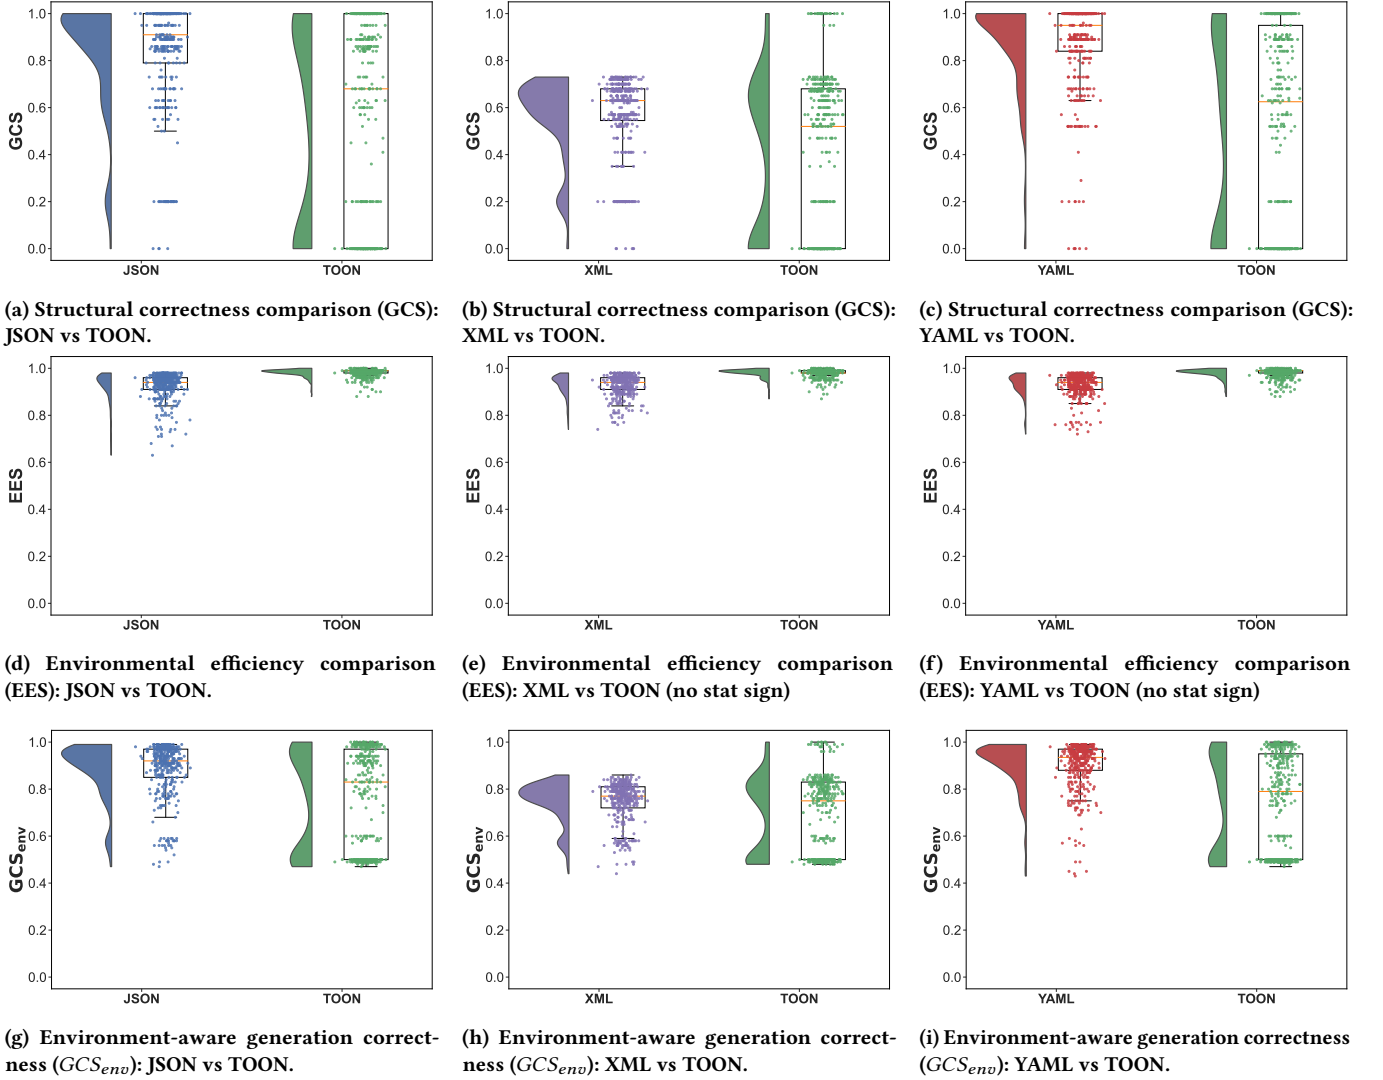 1.0
0.8
0.6
0.4
0.2
0.0
GCS
JSON TOON
1.0
0.8
0.6
0.4
0.2
0.0
GCS
XML TOON
1.0
0.8
0.6
0.4
0.2
0.0
GCS
YAML TOON
(a) Structural correctness comparison (GCS):
JSON vs TOON.
(b) Structural correctness comparison (GCS):
XML vs TOON.
(c) Structural correctness comparison (GCS):
YAML vs TOON.
1.0
0.8
0.6
0.4
0.2
0.0
EES
JSON TOON
1.0
0.8
0.6
0.4
0.2
0.0
EES
XML TOON
1.0
0.8
0.6
0.4
0.2
0.0
EES
YAML TOON
(d) Environmental efficiency comparison
(EES): JSON vs TOON.
(e) Environmental efficiency comparison
(EES): XML vs TOON (no stat sign)
(f) Environmental efficiency comparison
(EES): YAML vs TOON (no stat sign)
1.0
0.8
0.6
0.4
0.2
0.0
GCSenv
JSON TOON
1.0
0.8
0.6
0.4
0.2
0.0
GCSenv
XML TOON
1.0
0.8
0.6
0.4
0.2
0.0
GCSenv
YAML TOON
(g) Environment-aware generation correct-
ness (GCSenv): JSON vs TOON.
(h) Environment-aware generation correct-
ness (GCSenv): XML vs TOON.
(i) Environment-aware generation correctness
(GCSenv): YAML vs TOON.